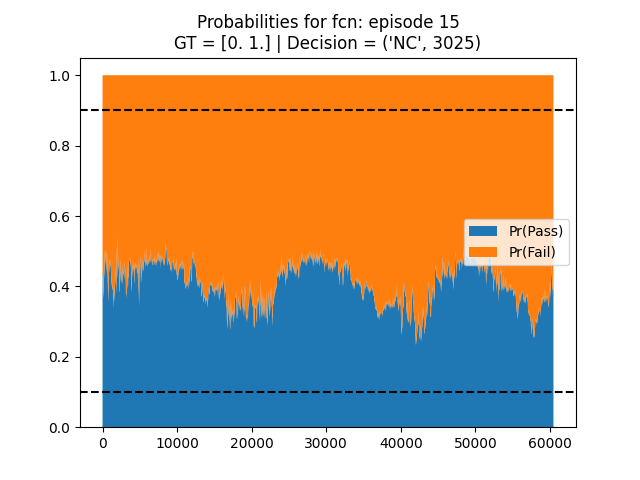 Probabilities for fcn: episode 15
GT = [0. 1.] | Decision = ('NC', 3025)
1.0
0.8
0.6
0.4
0.2
0.0
Pr(Pass)
Pr(Fail)
0 10000 20000 30000 40000 50000 60000